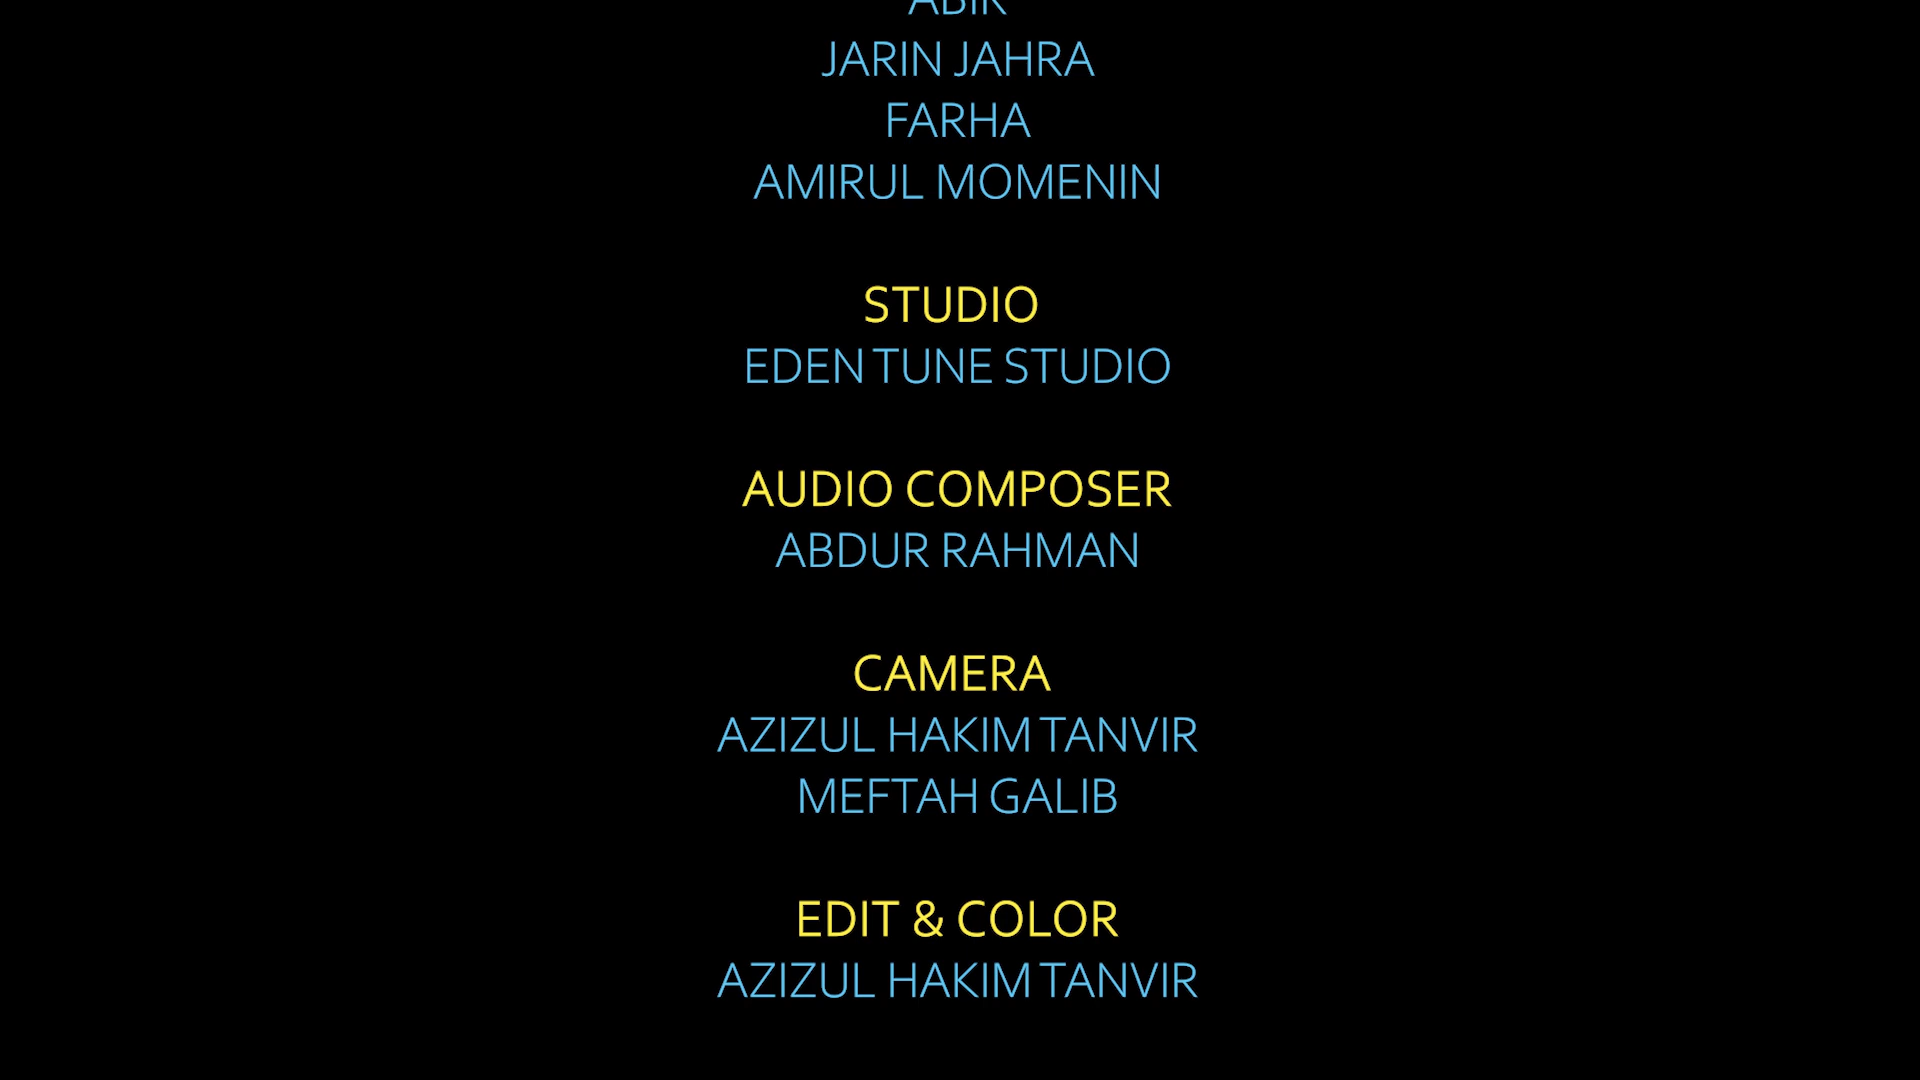 ABIR
JARIN JAHRA
FARHA
AMIRUL MOMENIN
STUDIO
EDEN TUNE STUDIO
AUDIO COMPOSER
ABDUR RAHMAN
CAMERA
AZIZUL HAKIM TANVIR
MEFTAH GALIB
EDIT & COLOR
AZIZUL HAKIM TANVIR